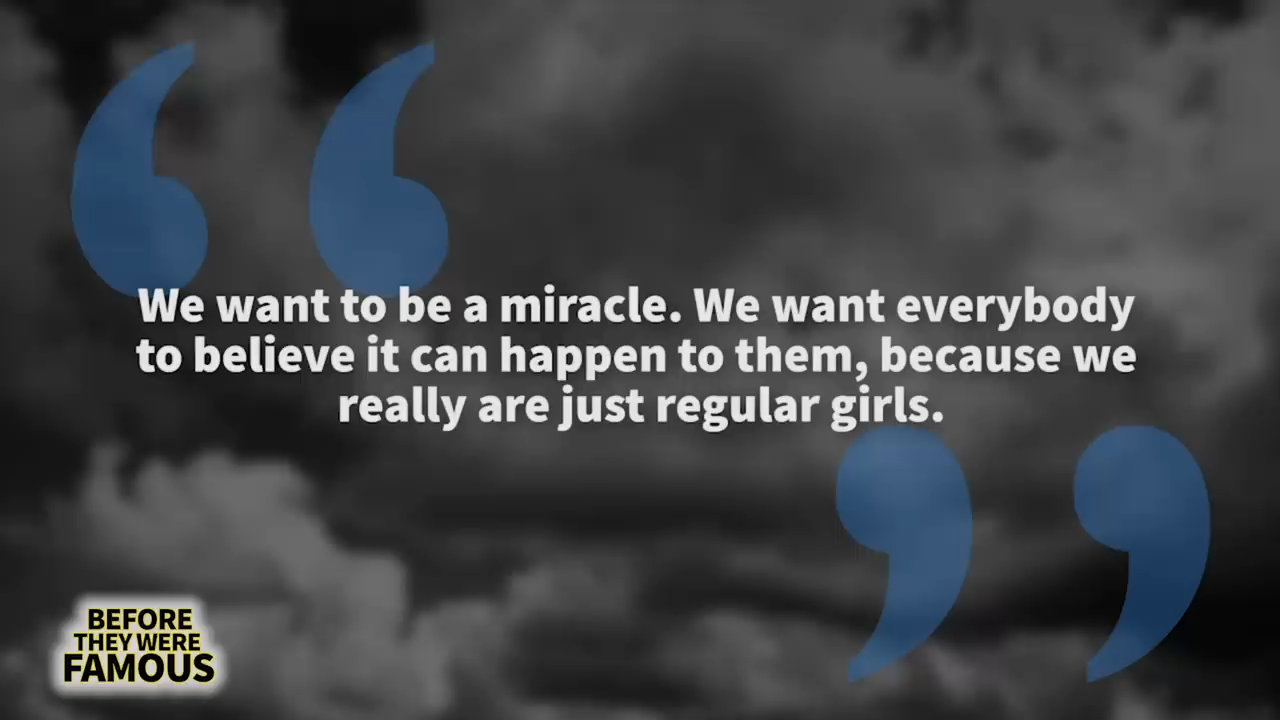 We want to be a miracle. We want everybody
to believe it can happen to them, because we
really are just regular girls.
BEFORE
THEY WERE
FAMOUS